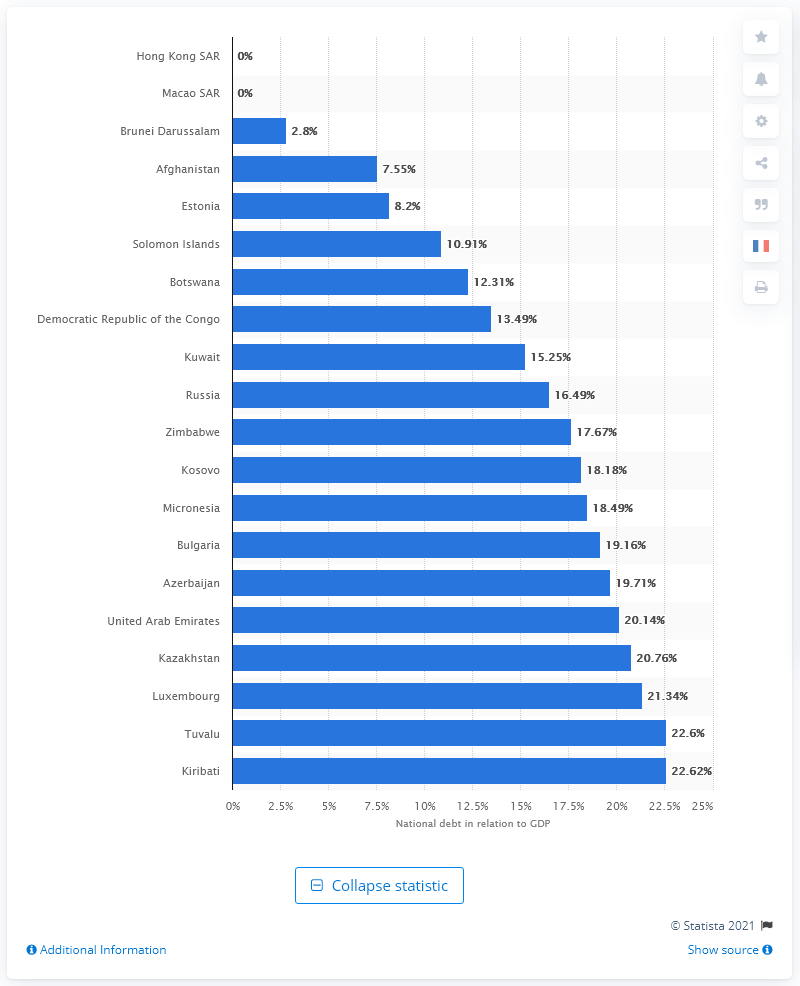 Hong Kong SAR 0%
Macao SAR 0%
Brunei Darussalam 2.8%
Afghanistan 7.55%
Estonia 8.2%
Solomon Islands 10.91%
Botswana 12.31%
Democratic Republic of the Congo 13.49%
Kuwait 15.25%
Russia 16.49%
Zimbabwe 17.67%
Kosovo 18.18%
Micronesia 18.49%
Bulgaria 19.16%
Azerbaijan 19.71%
United Arab Emirates 20.14%
Kazakhstan 20.76%
Luxembourg 21.34%
Tuvalu 22.6%
Kiribati 22.62%
0% 2.5% 5% 7.5% 10% 12.5% 15% 17.5% 20% 22.5% 25%
National debt in relation to GDP
Collapse statistic
© Statista 2021
Additional Information Show source